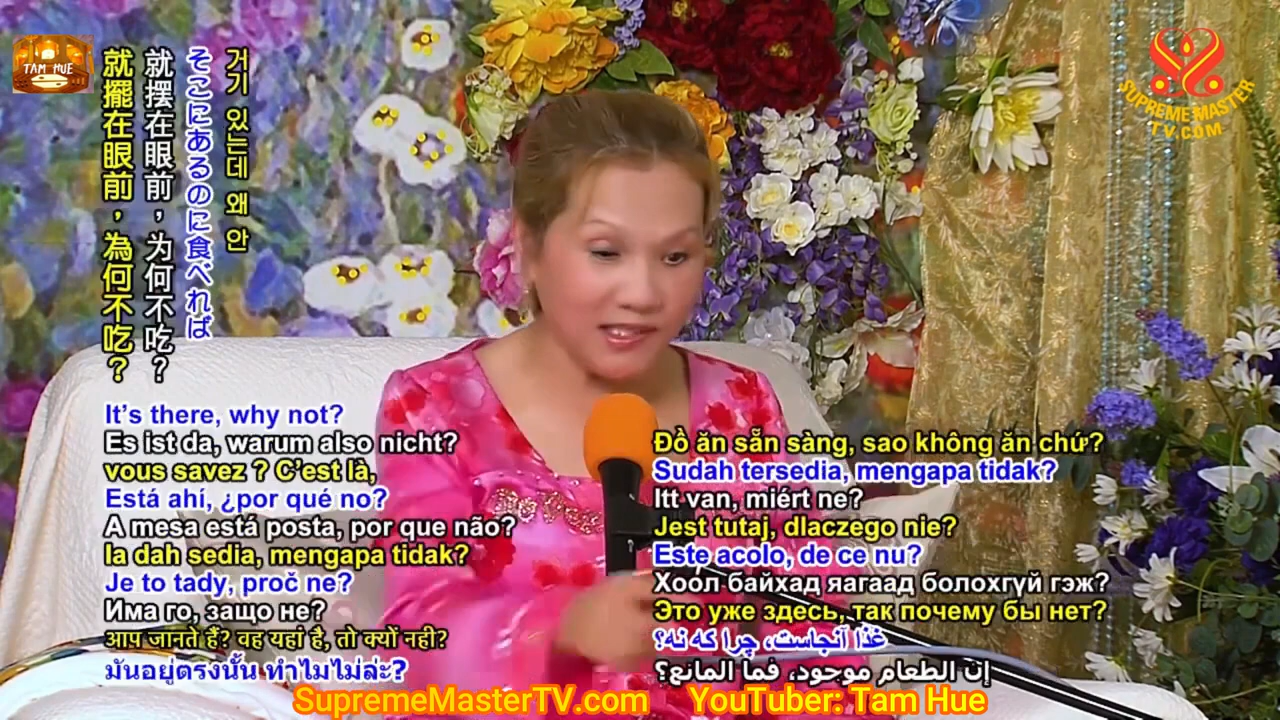 TAM HUE
SUPREME MASTER
TV.COM
거기 있는데 왜 안
そこにあるのに食べれば
就摆在眼前，为何不吃？
就擺在眼前，為何不吃？
It's there, why not?
Es ist da, warum also nicht?
vous savez ? C'est là,
Está ahí, ¿por qué no?
A mesa está posta, por que não?
Ia dah sedia, mengapa tidak?
Je to tady, proč ne?
Има го, защо не?
आप जानते हैं? वह यहां है, तो क्यों नही?
มันอยู่ตรงนั้น ทำไมไม่ล่ะ?
Đồ ăn sẵn sàng, sao không ăn chứ?
Sudah tersedia, mengapa tidak?
Itt van, miért ne?
Jest tutaj, dlaczego nie?
Este acolo, de ce nu?
Хоол байхад яагаад болохгүй гэж?
Это уже здесь, так почему бы нет?
غذا آنجاست، چرا که نه؟
إن الطعام موجود، فما المانع؟
SupremeMasterTV.com YouTuber: Tam Hue